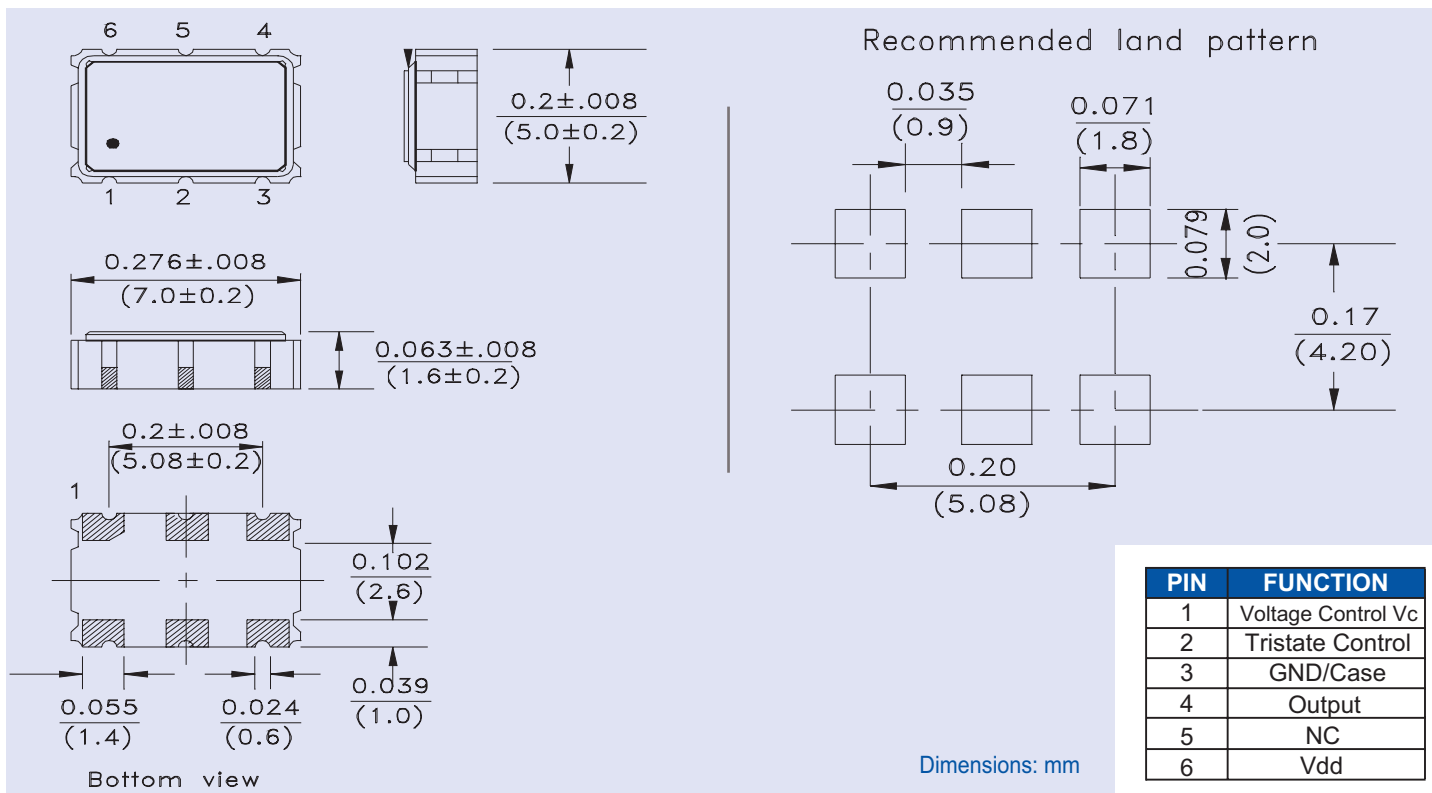 6 5 4
1 2 3
0.2±.008
(5.0±0.2)
0.276±.008
(7.0±0.2)
0.063±.008
(1.6±0.2)
0.2±.008
(5.08±0.2)
1
0.102
(2.6)
0.039
(1.0)
0.055
(1.4)
0.024
(0.6)
Bottom view
Recommended land pattern
0.035
(0.9)
0.071
(1.8)
0.079
(2.0)
0.17
(4.20)
0.20
(5.08)
Dimensions: mm
PIN FUNCTION
1 Voltage Control Vc
2 Tristate Control
3 GND/Case
4 Output
5 NC
6 Vdd